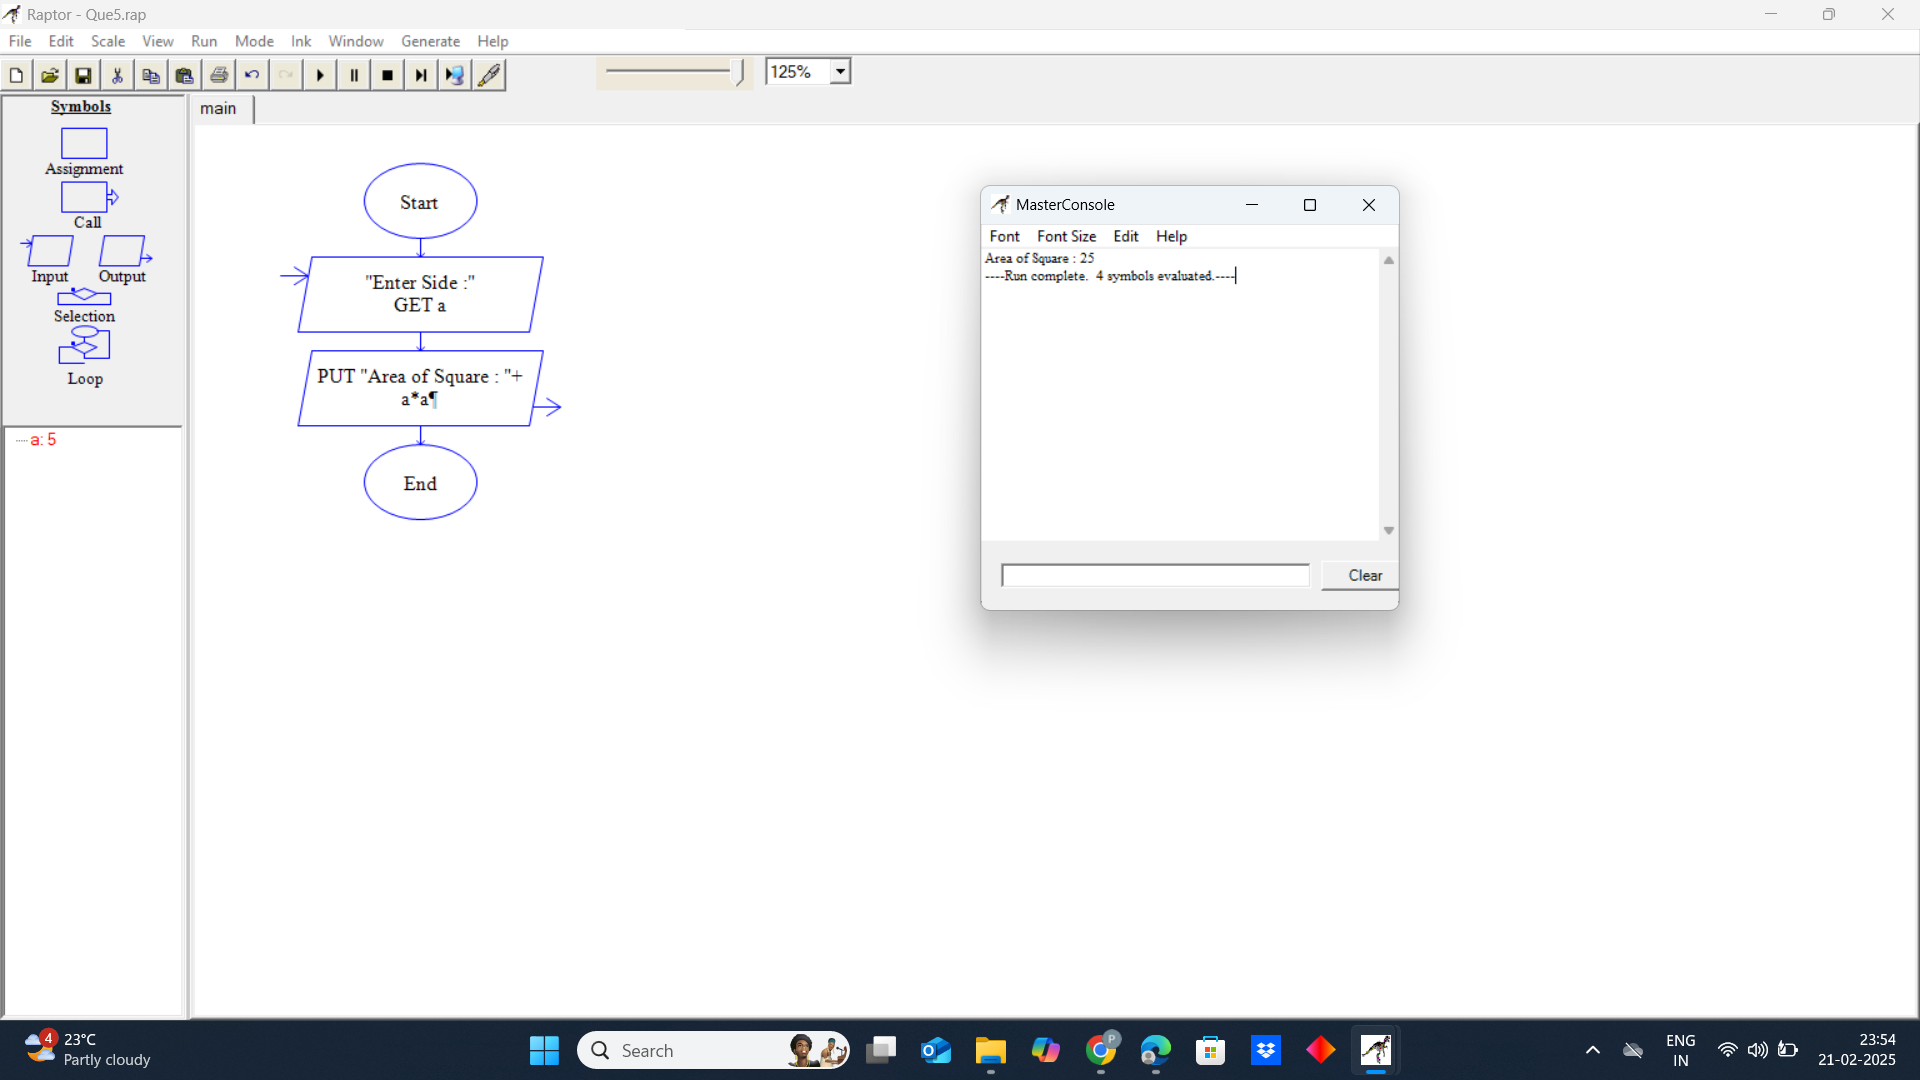 Raptor - Que5.rap
File Edit Scale View Run Mode Ink Window Generate Help
125%
Symbols
Assignment
Call
Input Output
Selection
Loop
a: 5
main
Start
"Enter Side :"
GET a
PUT "Area of Square : "+
a*a¶
End
MasterConsole
Font Font Size Edit Help
Area of Square : 25
----Run complete.  4 symbols evaluated.----
Clear
4
23°C
Partly cloudy
Search
P
ENG
IN
23:54
21-02-2025